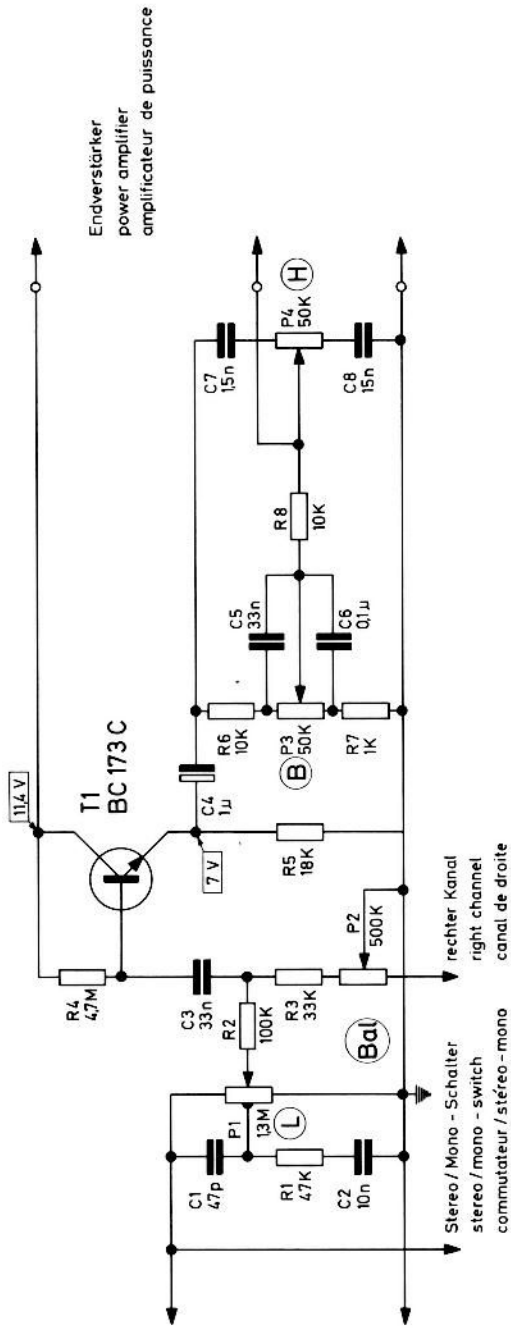 11,4 V
T1
BC 173 C
R4
4,7M
7 V
C4
1µ
C3
33n
R2
100K
R3
33K
P2
500K
Bal
C1
47p
P1
1,3M
L
R1
47K
C2
10n
R5
18K
R6
10K
B
P3
50K
R7
1K
C5
33n
C6
0,1µ
R8
10K
C7
1,5n
P4
50K
H
C8
15n
Endverstärker
power amplifier
amplificateur de puissance
Stereo / Mono - Schalter
stereo / mono - switch
commutateur / stéreo - mono
rechter Kanal
right channel
canal de droite